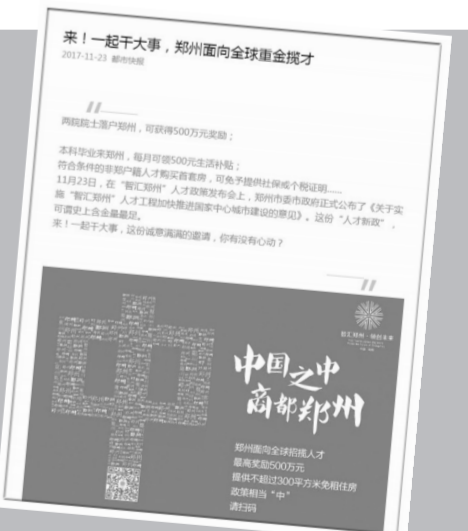 来！一起干大事，郑州面向全球重金揽才
2017-11-23 都市快报
两院院士落户郑州，可获得500万元奖励；
本科毕业来郑州，每月可领500元生活补贴；
符合条件的非郑户籍人才购买首套房，可免予提供社保或个税证明——
11月23日，在“智汇郑州”人才政策发布会上，郑州市委市政府正式公布了《关于实
施“智汇郑州”人才工程加快推进国家中心城市建设的意见》。这份“人才新政”，
可谓史上含金量最足。
来！一起干大事，这份诚意满满的邀请，你有没有心动？
中国之中
商都郑州
郑州面向全球招揽人才
最高奖励500万元
提供不超过300平方米免租住房
政策相当“中”
请扫码